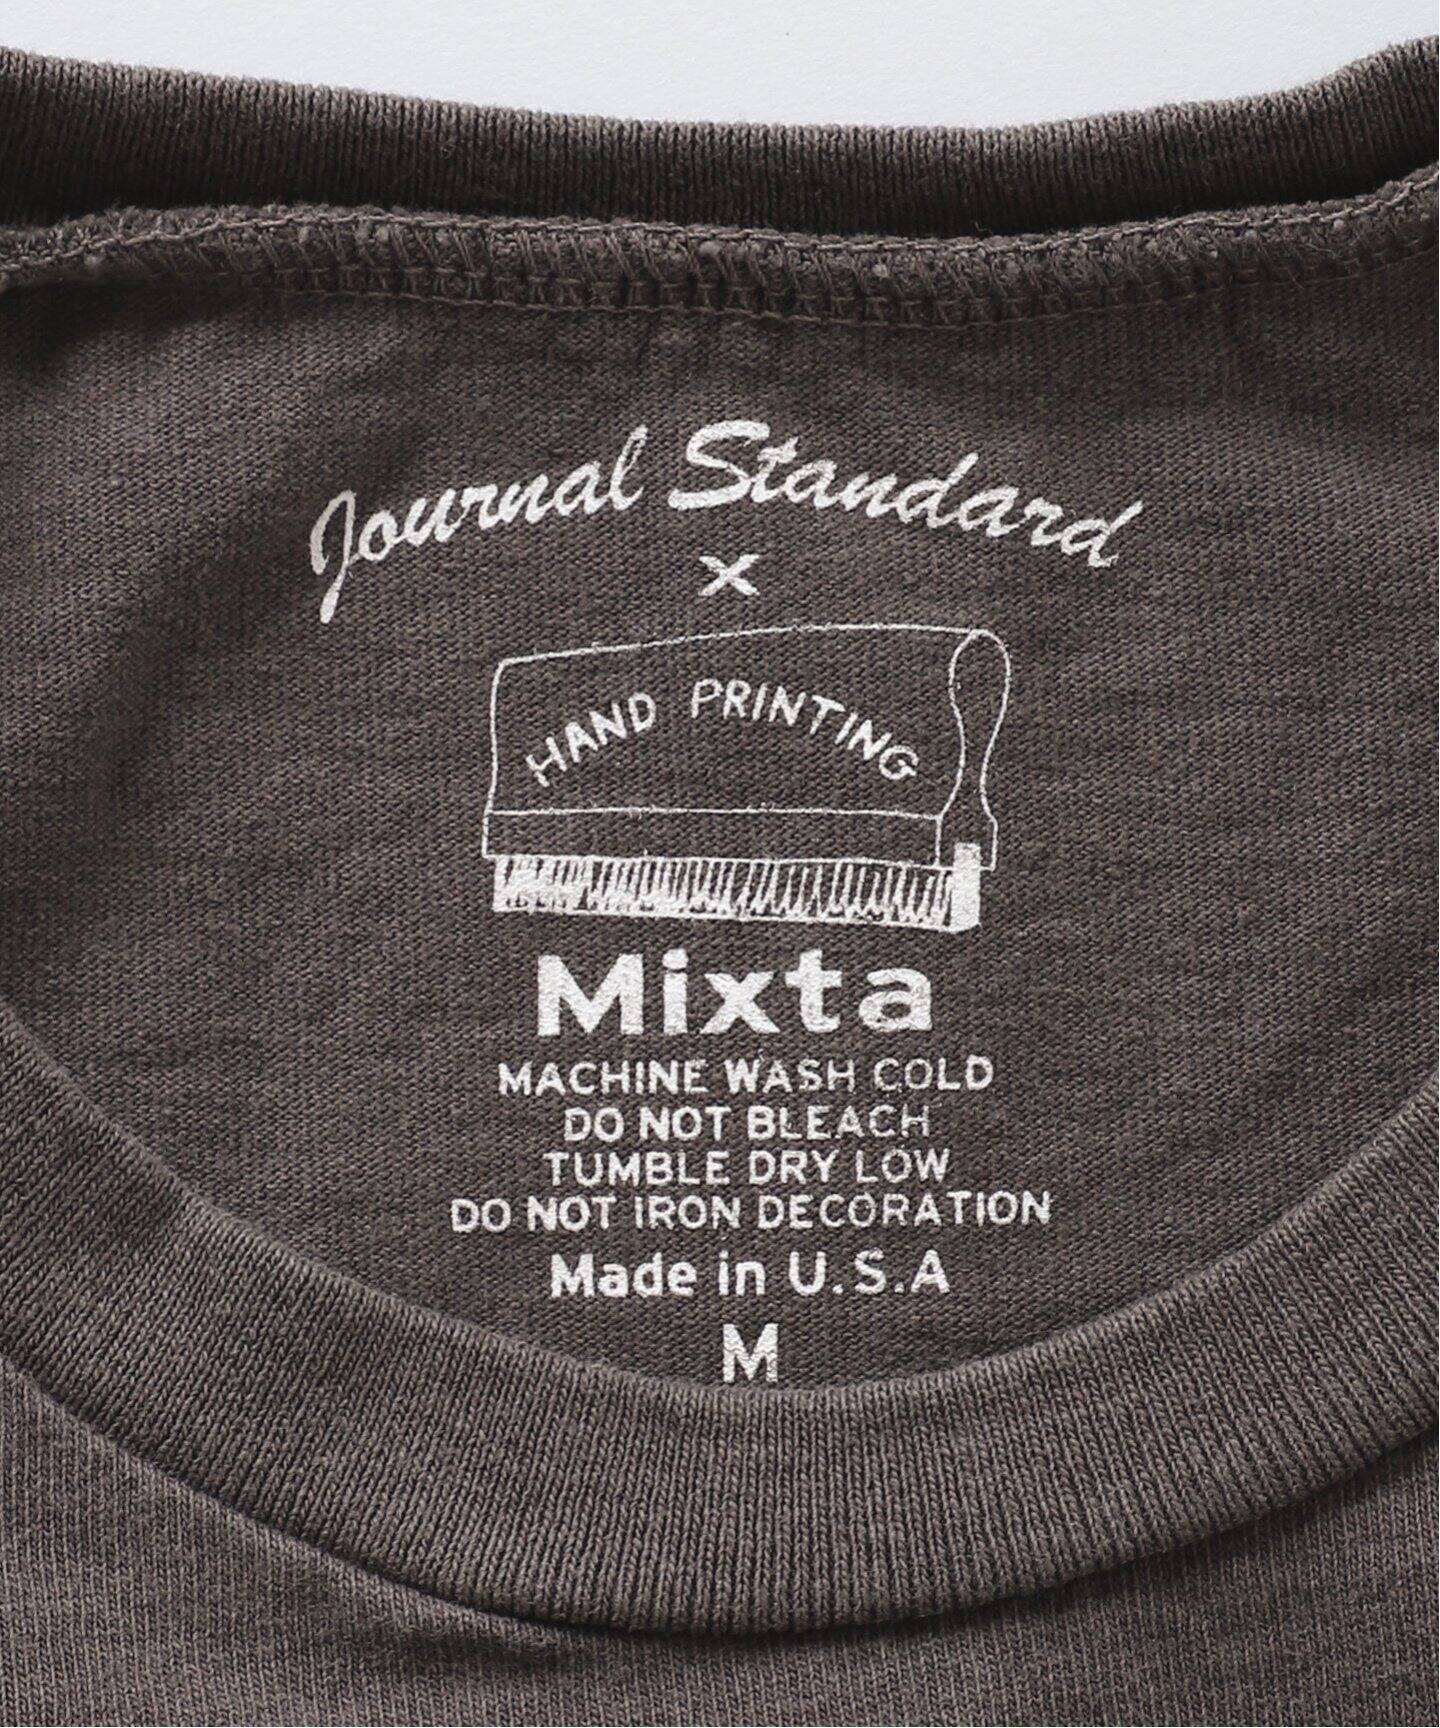 Journal Standard
×
HAND PRINTING
Mixta
MACHINE WASH COLD
DO NOT BLEACH
TUMBLE DRY LOW
DO NOT IRON DECORATION
Made in U.S.A
M